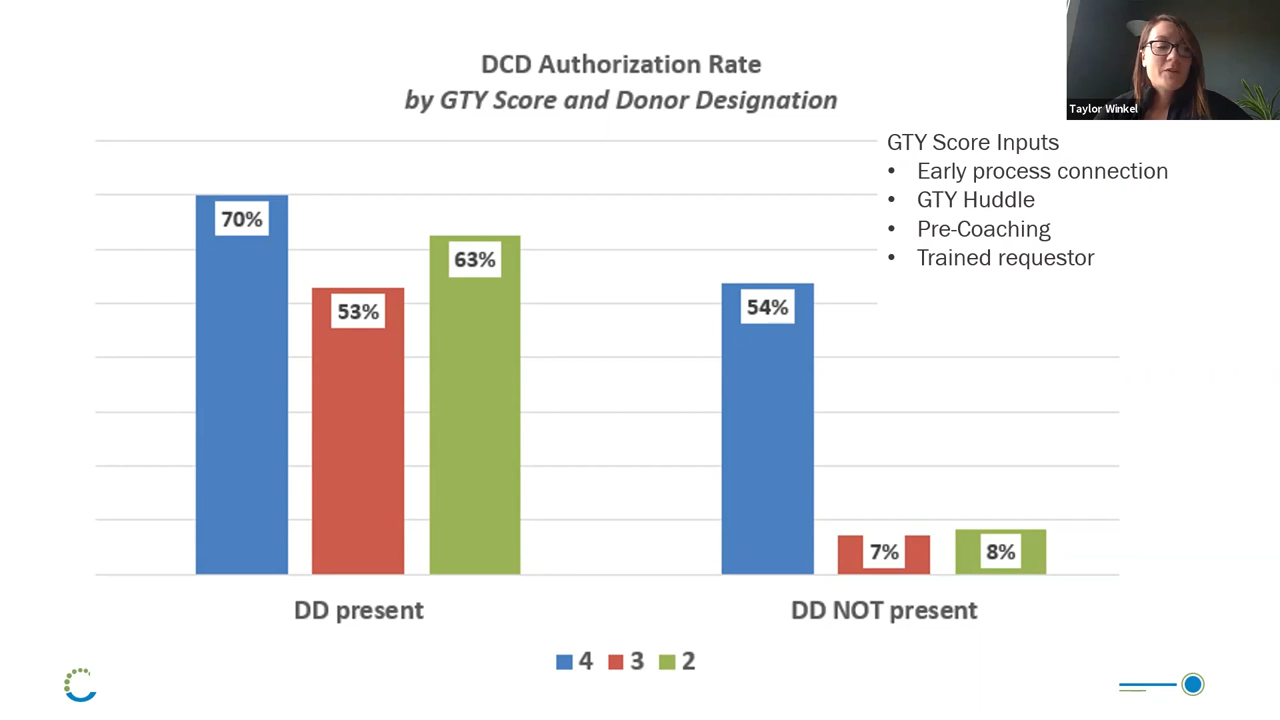 DCD Authorization Rate
by GTY Score and Donor Designation
Taylor Winkel
GTY Score Inputs
• Early process connection
• GTY Huddle
• Pre-Coaching
• Trained requestor
70%
53%
63%
54%
7%
8%
DD present
DD NOT present
4 3 2